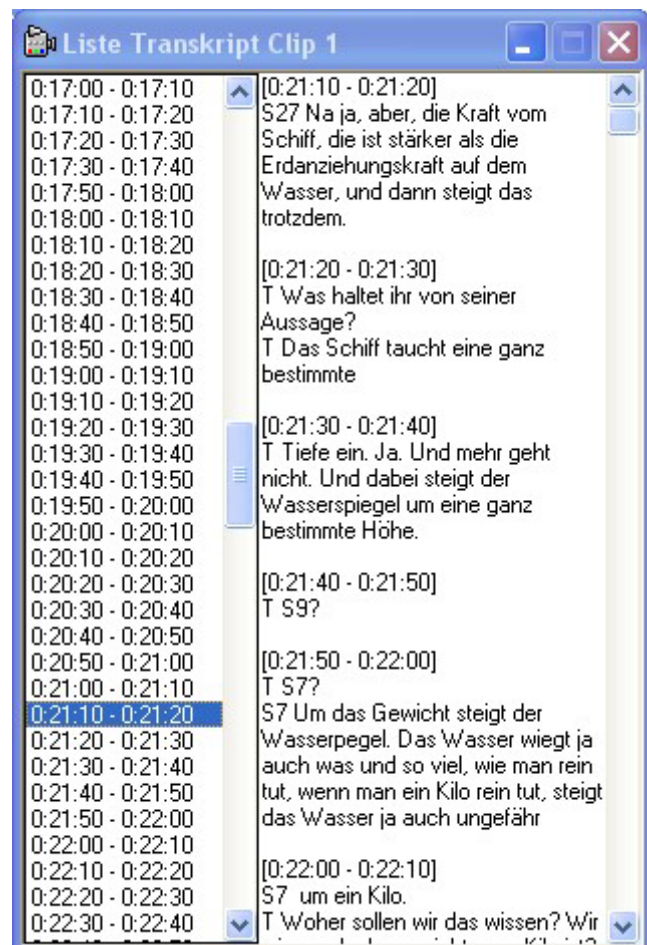 Liste Transkript Clip 1
0:17:00 - 0:17:10
0:17:10 - 0:17:20
0:17:20 - 0:17:30
0:17:30 - 0:17:40
0:17:50 - 0:18:00
0:18:00 - 0:18:10
0:18:10 - 0:18:20
0:18:20 - 0:18:30
0:18:30 - 0:18:40
0:18:40 - 0:18:50
0:18:50 - 0:19:00
0:19:00 - 0:19:10
0:19:10 - 0:19:20
0:19:20 - 0:19:30
0:19:30 - 0:19:40
0:19:40 - 0:19:50
0:19:50 - 0:20:00
0:20:00 - 0:20:10
0:20:10 - 0:20:20
0:20:20 - 0:20:30
0:20:30 - 0:20:40
0:20:40 - 0:20:50
0:20:50 - 0:21:00
0:21:00 - 0:21:10
0:21:10 - 0:21:20
0:21:20 - 0:21:30
0:21:30 - 0:21:40
0:21:40 - 0:21:50
0:21:50 - 0:22:00
0:22:00 - 0:22:10
0:22:10 - 0:22:20
0:22:20 - 0:22:30
0:22:30 - 0:22:40
[0:21:10 - 0:21:20]
S27 Na ja, aber, die Kraft vom
Schiff, die ist stärker als die
Erdanziehungskraft auf dem
Wasser, und dann steigt das
trotzdem.
[0:21:20 - 0:21:30]
T Was haltet ihr von seiner
Aussage?
T Das Schiff taucht eine ganz
bestimmte
[0:21:30 - 0:21:40]
T Tiefe ein. Ja. Und mehr geht
nicht. Und dabei steigt der
Wasserspiegel um eine ganz
bestimmte Höhe.
[0:21:40 - 0:21:50]
T S9?
[0:21:50 - 0:22:00]
T S7?
S7 Um das Gewicht steigt der
Wasserpegel. Das Wasser wiegt ja
auch was und so viel, wie man rein
tut, wenn man ein Kilo rein tut, steigt
das Wasser ja auch ungefähr
[0:22:00 - 0:22:10]
S7 um ein Kilo.
T Woher sollen wir das wissen? Wir